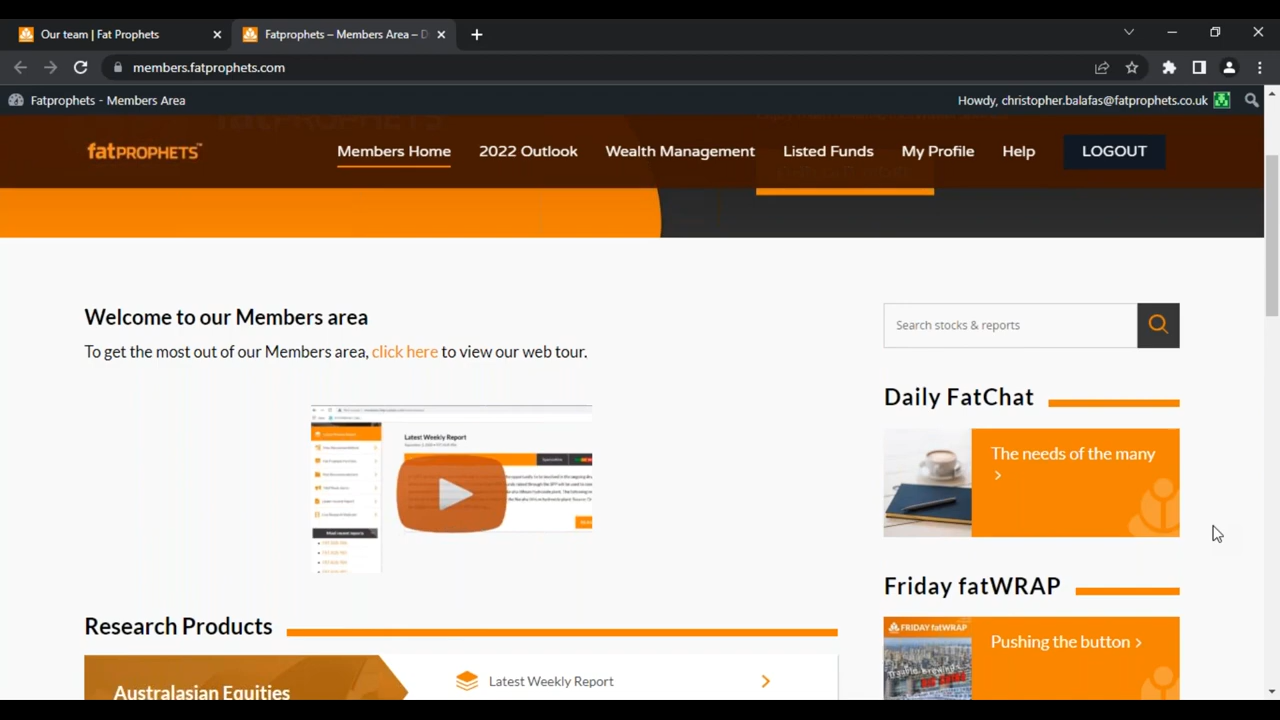 Our team | Fat Prophets
Fatprophets – Members Area – D
members.fatprophets.com
Fatprophets - Members Area
Howdy, christopher.balafas@fatprophets.co.uk
fatPROPHETS
Members Home
2022 Outlook
Wealth Management
Listed Funds
My Profile
Help
LOGOUT
Welcome to our Members area
To get the most out of our Members area, click here to view our web tour.
Search stocks & reports
Latest Weekly Report
Daily FatChat
The needs of the many
>
Friday fatWRAP
FRIDAY fatWRAP
Pushing the button >
Research Products
Australasian Equities
Latest Weekly Report